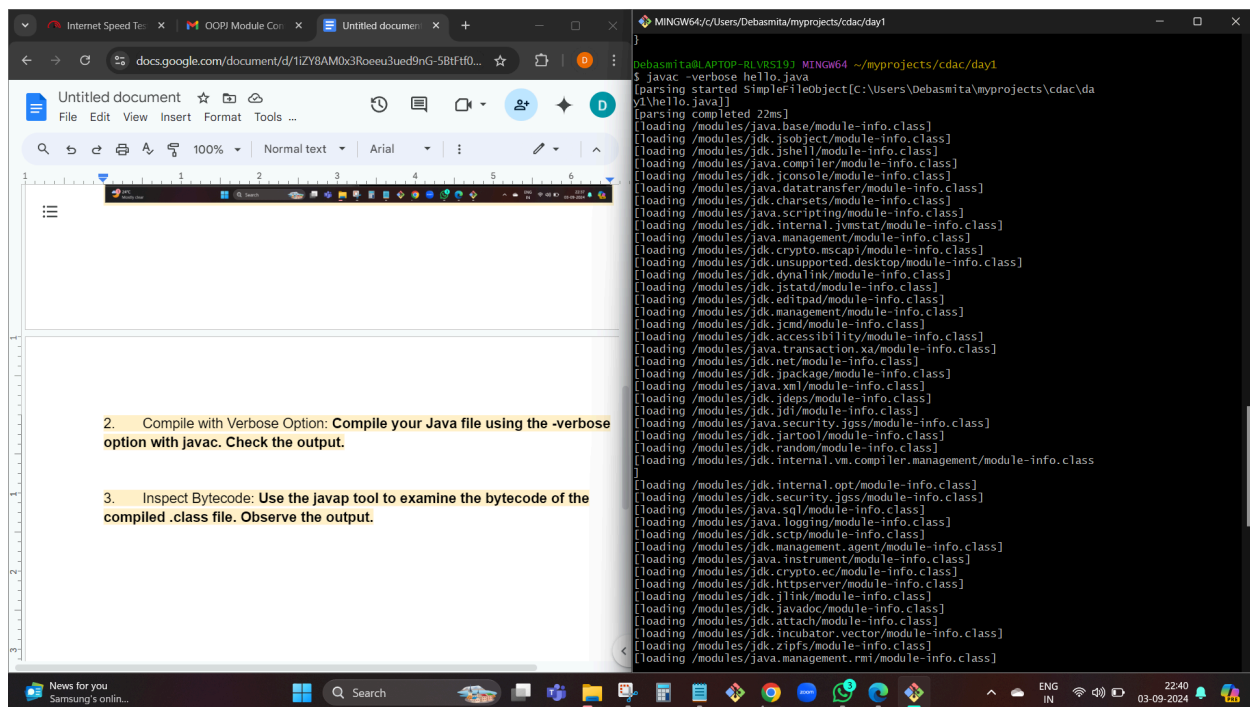 Internet Speed Tes
OOPJ Module Con
Untitled documen
docs.google.com/document/d/1iZY8AM0x3Roeeu3ued9nG-5BtFtf0...
D
Untitled document
File Edit View Insert Format Tools ...
D
100% Normal text Arial
1 1 2 3 4 5 6
2. Compile with Verbose Option: Compile your Java file using the -verbose
option with javac. Check the output.
3. Inspect Bytecode: Use the javap tool to examine the bytecode of the
compiled .class file. Observe the output.
MINGW64:/c/Users/Debasmita/myprojects/cdac/day1
}
Debasmita@LAPTOP-RLVRS19J MINGW64 ~/myprojects/cdac/day1
$ javac -verbose hello.java
[parsing started SimpleFileObject[C:\Users\Debasmita\myprojects\cdac\da
y1\hello.java]]
[parsing completed 22ms]
[loading /modules/java.base/module-info.class]
[loading /modules/jdk.jsobject/module-info.class]
[loading /modules/jdk.jshell/module-info.class]
[loading /modules/java.compiler/module-info.class]
[loading /modules/jdk.jconsole/module-info.class]
[loading /modules/java.datatransfer/module-info.class]
[loading /modules/jdk.charsets/module-info.class]
[loading /modules/java.scripting/module-info.class]
[loading /modules/jdk.internal.jvmstat/module-info.class]
[loading /modules/java.management/module-info.class]
[loading /modules/jdk.crypto.mscapi/module-info.class]
[loading /modules/jdk.unsupported.desktop/module-info.class]
[loading /modules/jdk.dynalink/module-info.class]
[loading /modules/jdk.jstatd/module-info.class]
[loading /modules/jdk.editpad/module-info.class]
[loading /modules/jdk.management/module-info.class]
[loading /modules/jdk.jcmd/module-info.class]
[loading /modules/jdk.accessibility/module-info.class]
[loading /modules/java.transaction.xa/module-info.class]
[loading /modules/jdk.net/module-info.class]
[loading /modules/jdk.jpackage/module-info.class]
[loading /modules/java.xml/module-info.class]
[loading /modules/jdk.jdeps/module-info.class]
[loading /modules/jdk.jdi/module-info.class]
[loading /modules/java.security.jgss/module-info.class]
[loading /modules/jdk.jartool/module-info.class]
[loading /modules/jdk.random/module-info.class]
[loading /modules/jdk.internal.vm.compiler.management/module-info.class
]
[loading /modules/jdk.internal.opt/module-info.class]
[loading /modules/jdk.security.jgss/module-info.class]
[loading /modules/java.sql/module-info.class]
[loading /modules/java.logging/module-info.class]
[loading /modules/jdk.sctp/module-info.class]
[loading /modules/jdk.management.agent/module-info.class]
[loading /modules/java.instrument/module-info.class]
[loading /modules/jdk.crypto.ec/module-info.class]
[loading /modules/jdk.httpserver/module-info.class]
[loading /modules/jdk.jlink/module-info.class]
[loading /modules/jdk.javadoc/module-info.class]
[loading /modules/jdk.attach/module-info.class]
[loading /modules/jdk.incubator.vector/module-info.class]
[loading /modules/jdk.zipfs/module-info.class]
[loading /modules/java.management.rmi/module-info.class]
News for you
Samsung's onlin...
Search
zoom
3
ENG
IN
22:40
03-09-2024